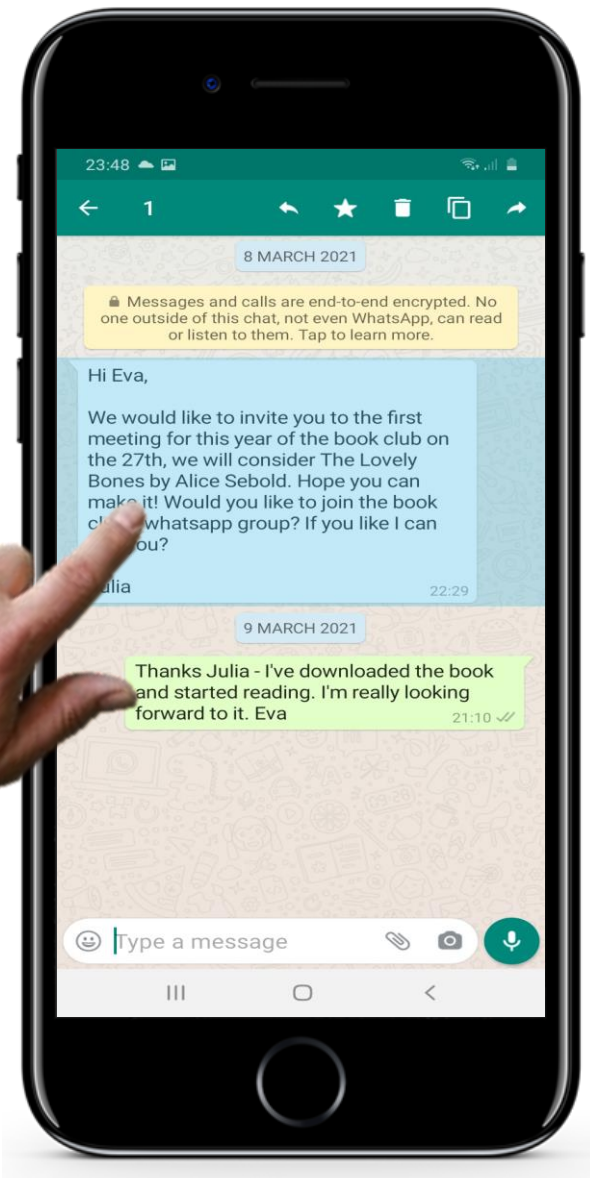 23:48
1
8 MARCH 2021
Messages and calls are end-to-end encrypted. No
one outside of this chat, not even WhatsApp, can read
or listen to them. Tap to learn more.
Hi Eva,
We would like to invite you to the first
meeting for this year of the book club on
the 27th, we will consider The Lovely
Bones by Alice Sebold. Hope you can
make it! Would you like to join the book
whatsapp group? If you like I can
22:29
9 MARCH 2021
Thanks Julia - I've downloaded the book
and started reading. I'm really looking
forward to it. Eva
21:10
Type a message